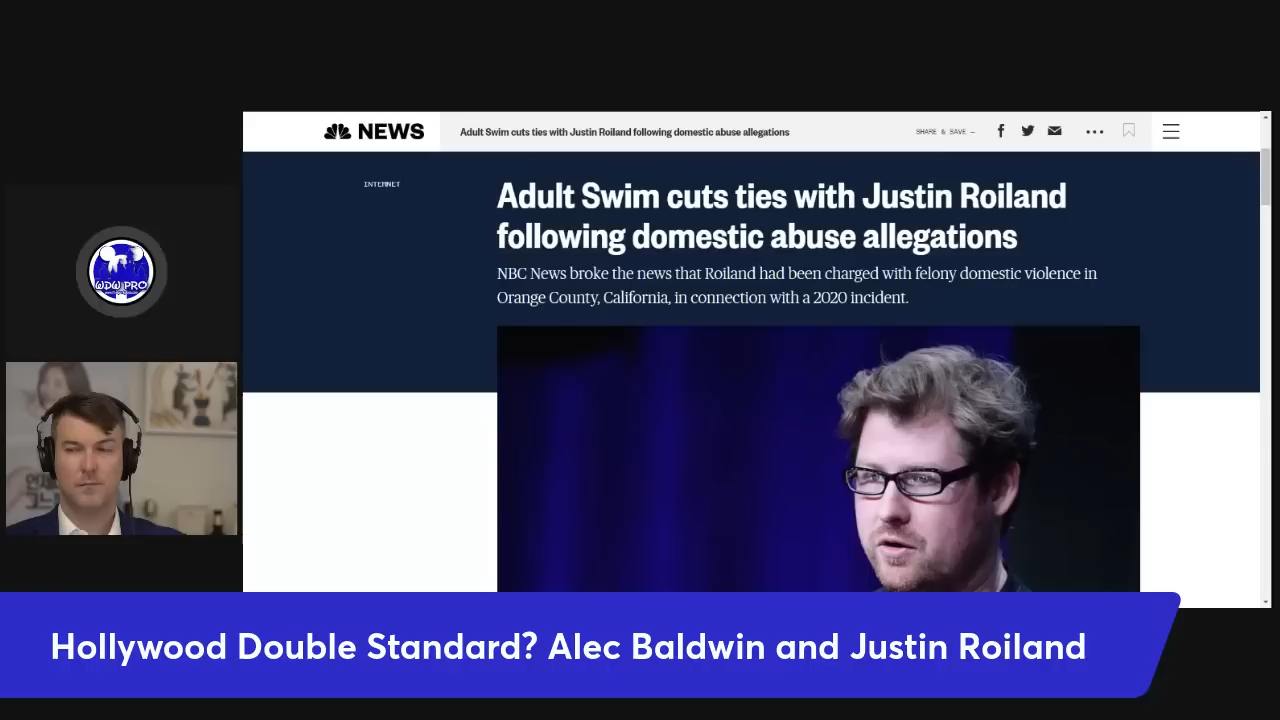 NEWS
Adult Swim cuts ties with Justin Roiland following domestic abuse allegations
SHARE & SAVE —
INTERNET
Adult Swim cuts ties with Justin Roiland
following domestic abuse allegations
NBC News broke the news that Roiland had been charged with felony domestic violence in
Orange County, California, in connection with a 2020 incident.
WDW PRO
Hollywood Double Standard? Alec Baldwin and Justin Roiland